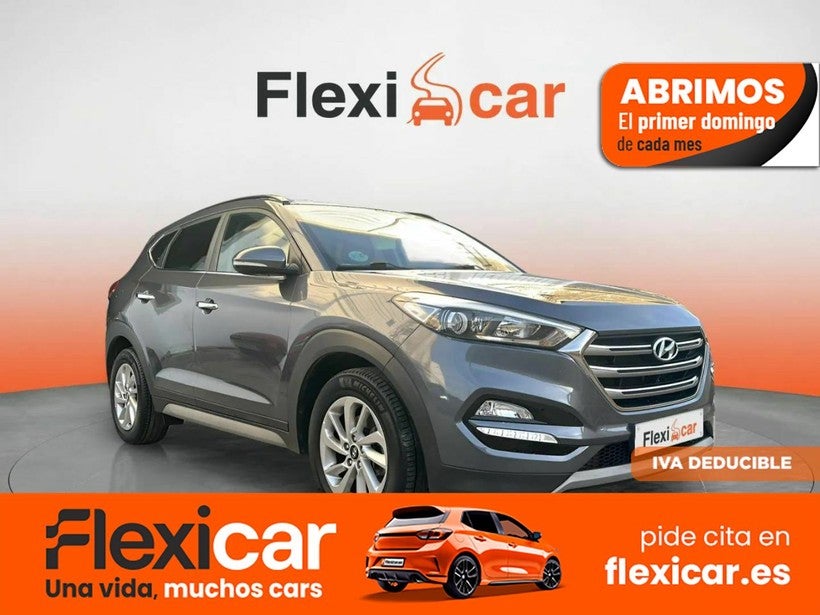 Flexicar
ABRIMOS
El primer domingo
de cada mes
MICHELIN
Flexicar
IVA DEDUCIBLE
Flexicar
Una vida, muchos cars
pide cita en
flexicar.es